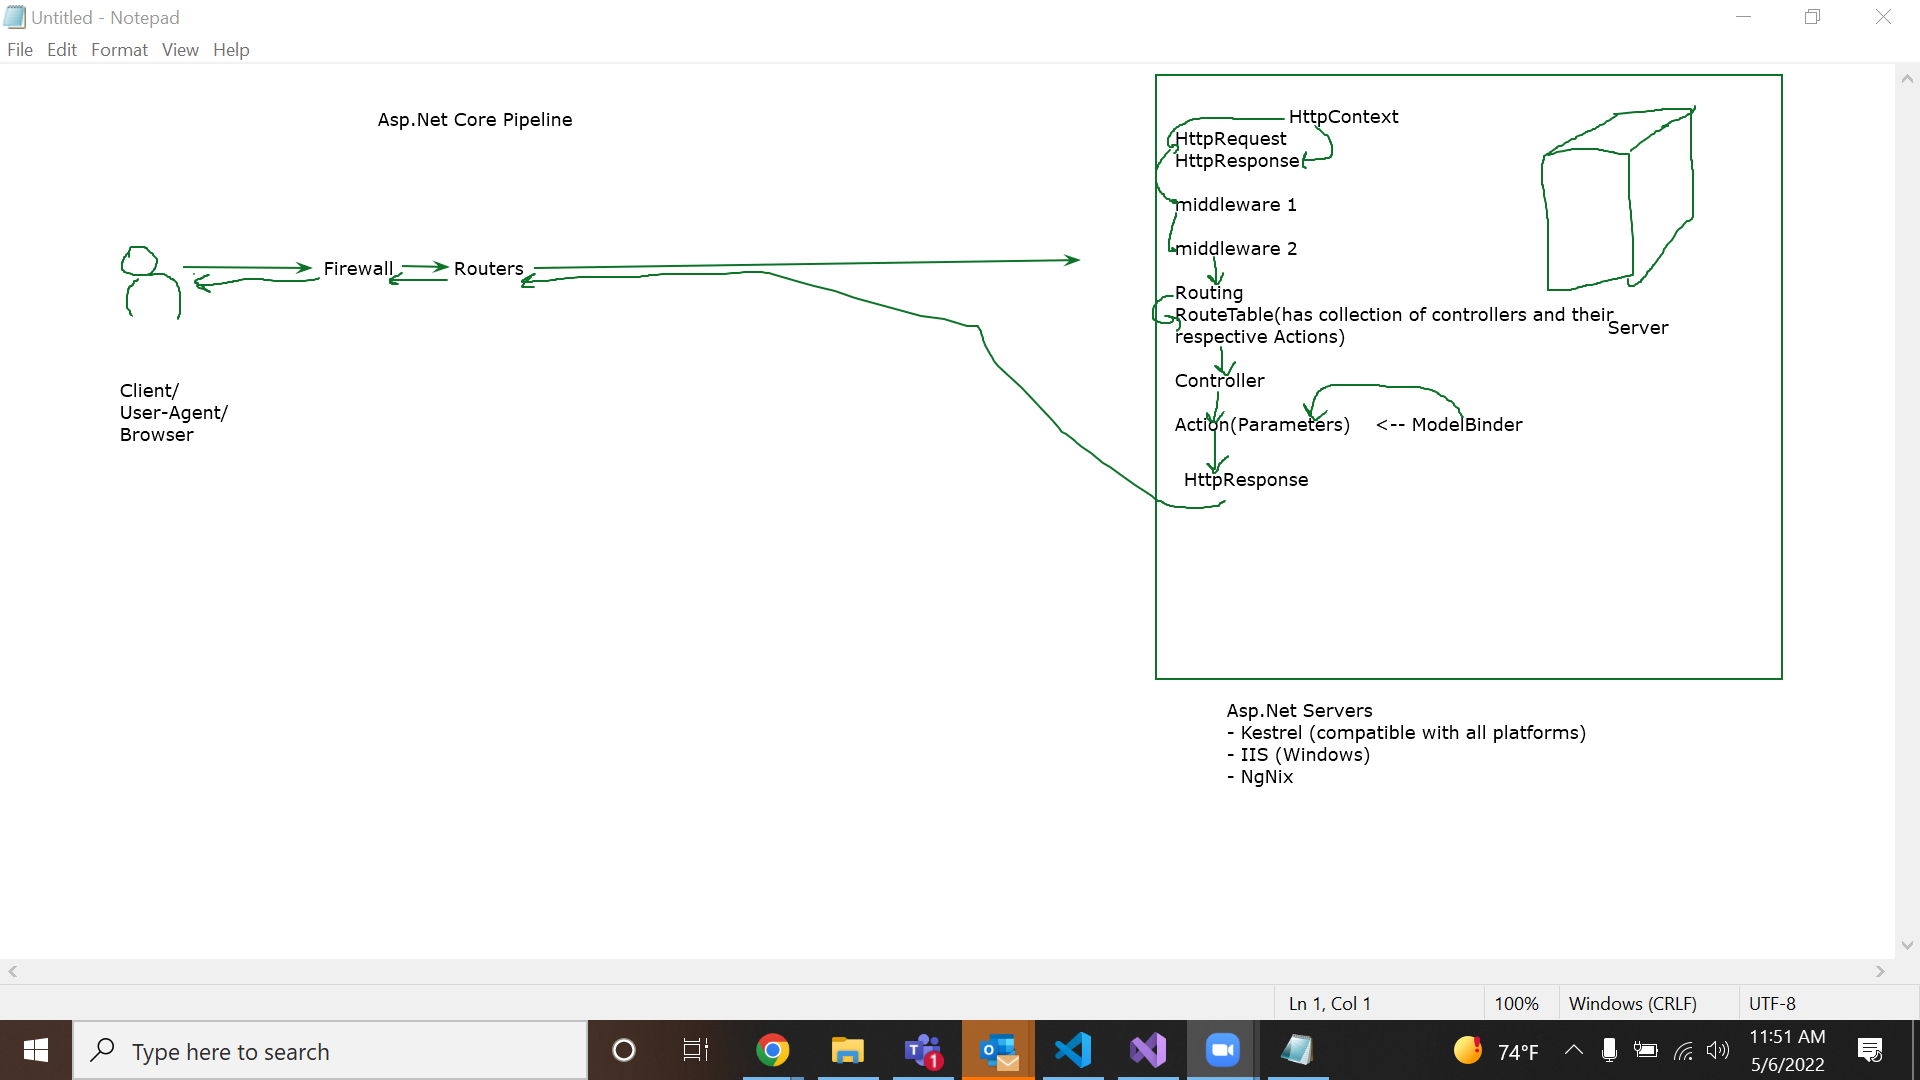 Untitled - Notepad
File Edit Format View Help
Asp.Net Core Pipeline
HttpContext
HttpRequest
HttpResponse
middleware 1
middleware 2
Firewall
Routers
Routing
RouteTable(has collection of controllers and their
respective Actions)
Server
Controller
Client/
User-Agent/
Browser
Action(Parameters) <-- ModelBinder
HttpResponse
Asp.Net Servers
- Kestrel (compatible with all platforms)
- IIS (Windows)
- NgNix
Ln 1, Col 1 100% Windows (CRLF) UTF-8
Type here to search
1
74°F
11:51 AM
5/6/2022